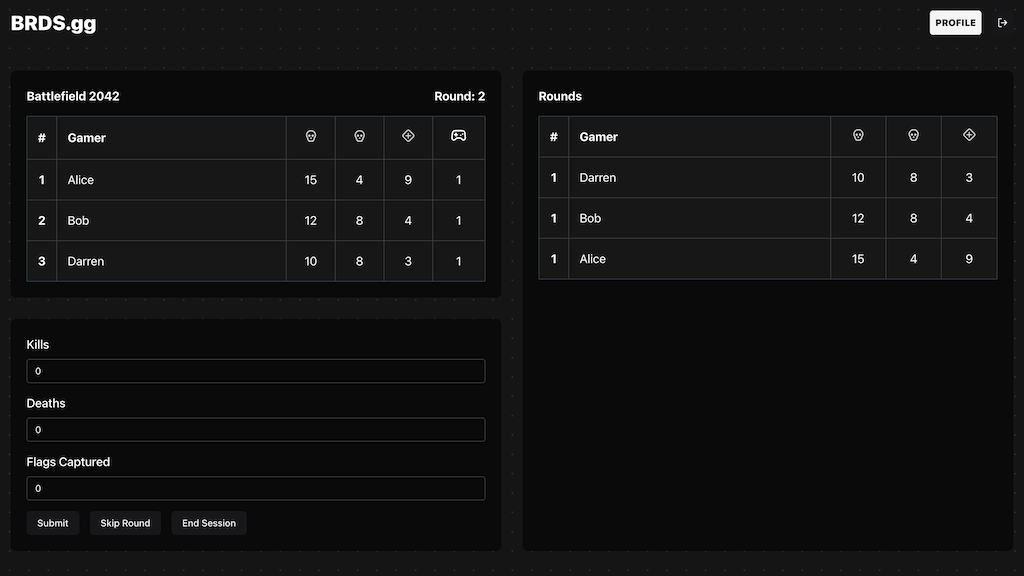 BRDS.gg
PROFILE
Battlefield 2042 Round: 2
# Gamer
1 Alice 15 4 9 1
2 Bob 12 8 4 1
3 Darren 10 8 3 1
Kills
0
Deaths
0
Flags Captured
0
Submit Skip Round End Session
Rounds
# Gamer
1 Darren 10 8 3
1 Bob 12 8 4
1 Alice 15 4 9